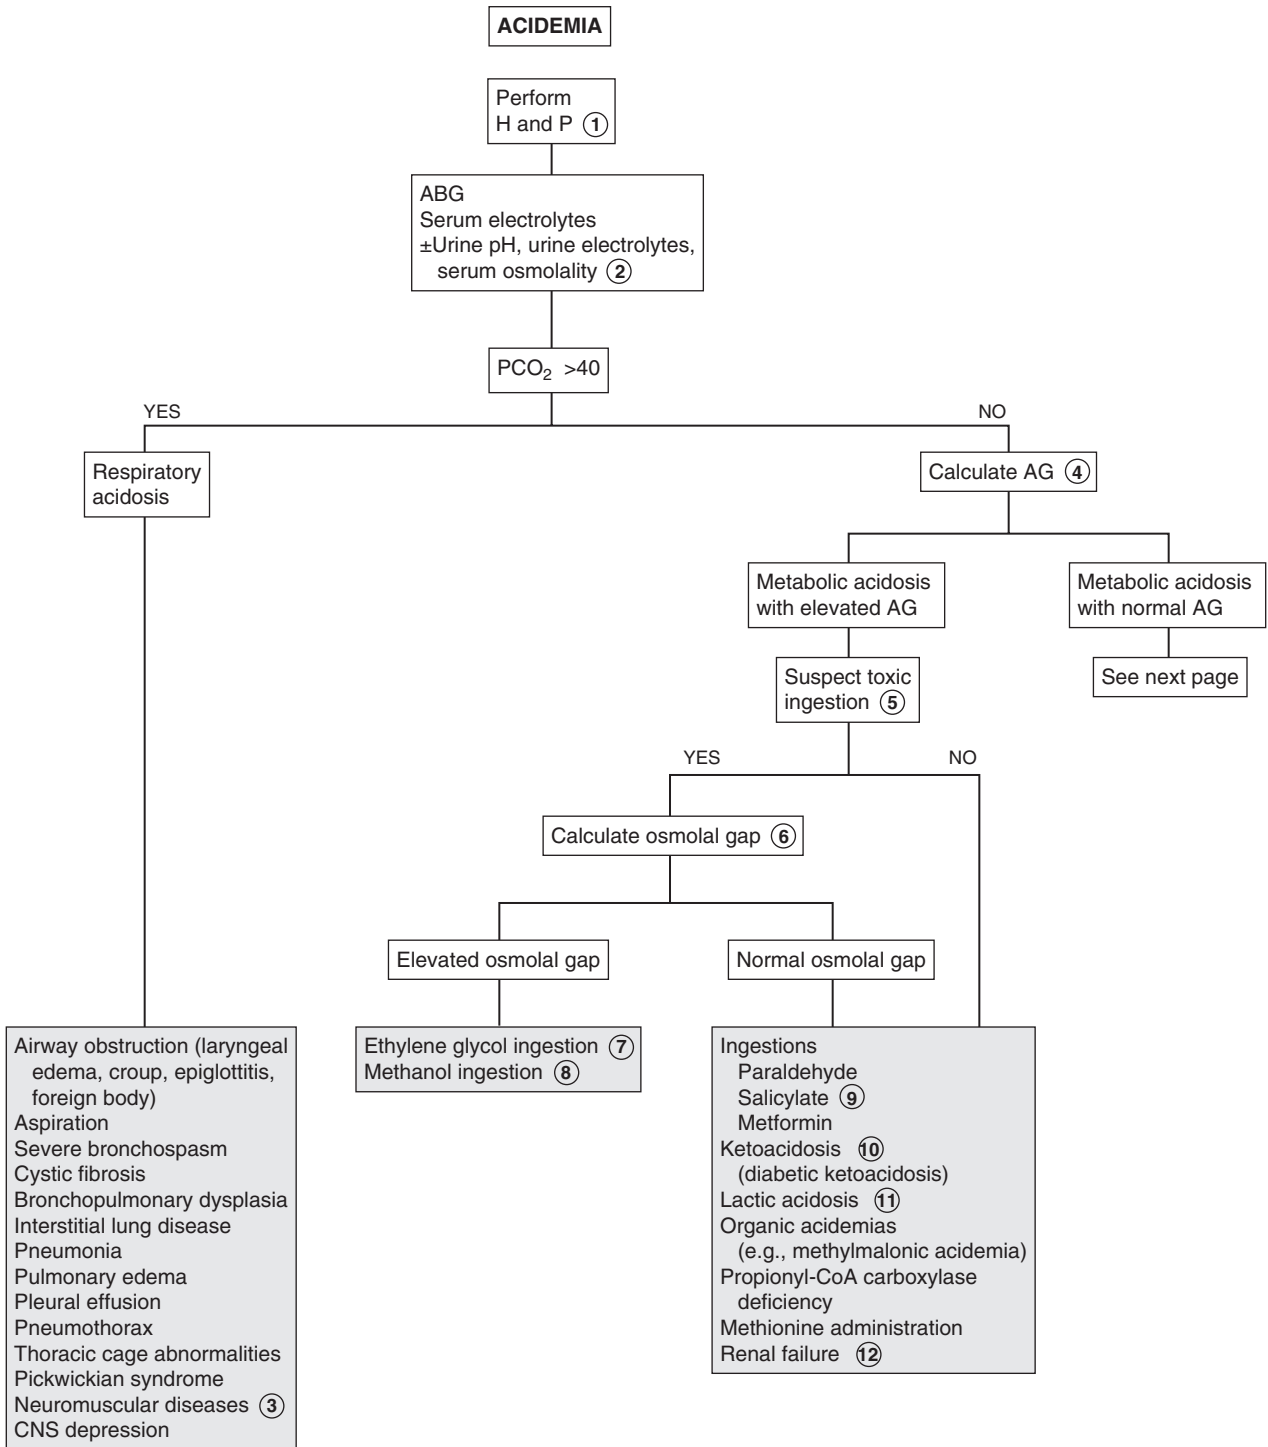 ACIDEMIA
Perform
H and P 1
ABG
Serum electrolytes
±Urine pH, urine electrolytes,
serum osmolality 2
PCO2 >40
YES
NO
Respiratory
acidosis
Calculate AG 4
Metabolic acidosis
with elevated AG
Metabolic acidosis
with normal AG
Suspect toxic
ingestion 5
See next page
YES
NO
Calculate osmolal gap 6
Elevated osmolal gap
Normal osmolal gap
Airway obstruction (laryngeal
edema, croup, epiglottitis,
foreign body)
Aspiration
Severe bronchospasm
Cystic fibrosis
Bronchopulmonary dysplasia
Interstitial lung disease
Pneumonia
Pulmonary edema
Pleural effusion
Pneumothorax
Thoracic cage abnormalities
Pickwickian syndrome
Neuromuscular diseases 3
CNS depression
Ethylene glycol ingestion 7
Methanol ingestion 8
Ingestions
Paraldehyde
Salicylate 9
Metformin
Ketoacidosis 10
(diabetic ketoacidosis)
Lactic acidosis 11
Organic acidemias
(e.g., methylmalonic acidemia)
Propionyl-CoA carboxylase
deficiency
Methionine administration
Renal failure 12